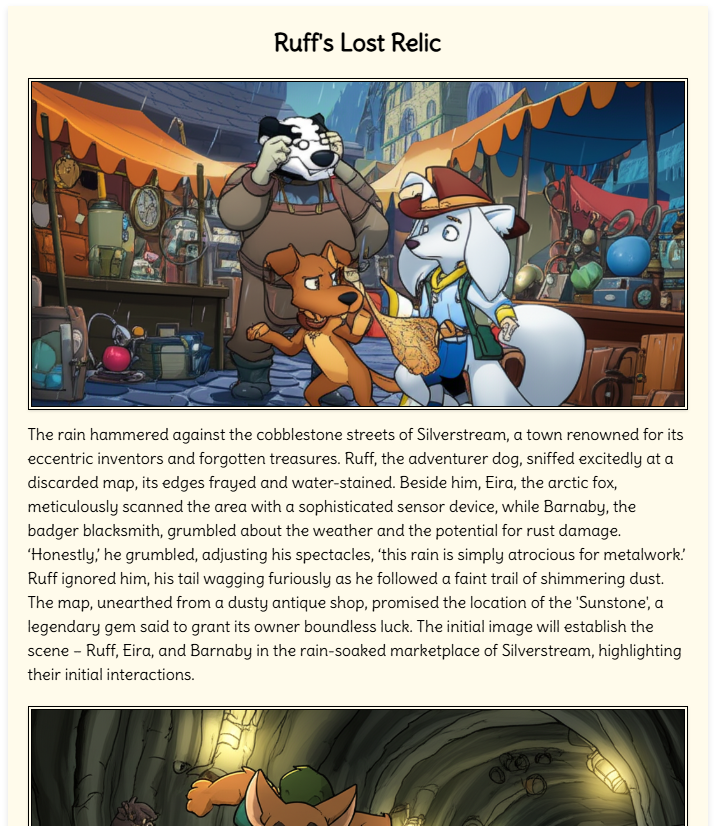 Ruff's Lost Relic
The rain hammered against the cobblestone streets of Silverstream, a town renowned for its
eccentric inventors and forgotten treasures. Ruff, the adventurer dog, sniffed excitedly at a
discarded map, its edges frayed and water-stained. Beside him, Eira, the arctic fox,
meticulously scanned the area with a sophisticated sensor device, while Barnaby, the
badger blacksmith, grumbled about the weather and the potential for rust damage.
‘Honestly,’ he grumbled, adjusting his spectacles, ‘this rain is simply atrocious for metalwork.’
Ruff ignored him, his tail wagging furiously as he followed a faint trail of shimmering dust.
The map, unearthed from a dusty antique shop, promised the location of the 'Sunstone', a
legendary gem said to grant its owner boundless luck. The initial image will establish the
scene – Ruff, Eira, and Barnaby in the rain-soaked marketplace of Silverstream, highlighting
their initial interactions.